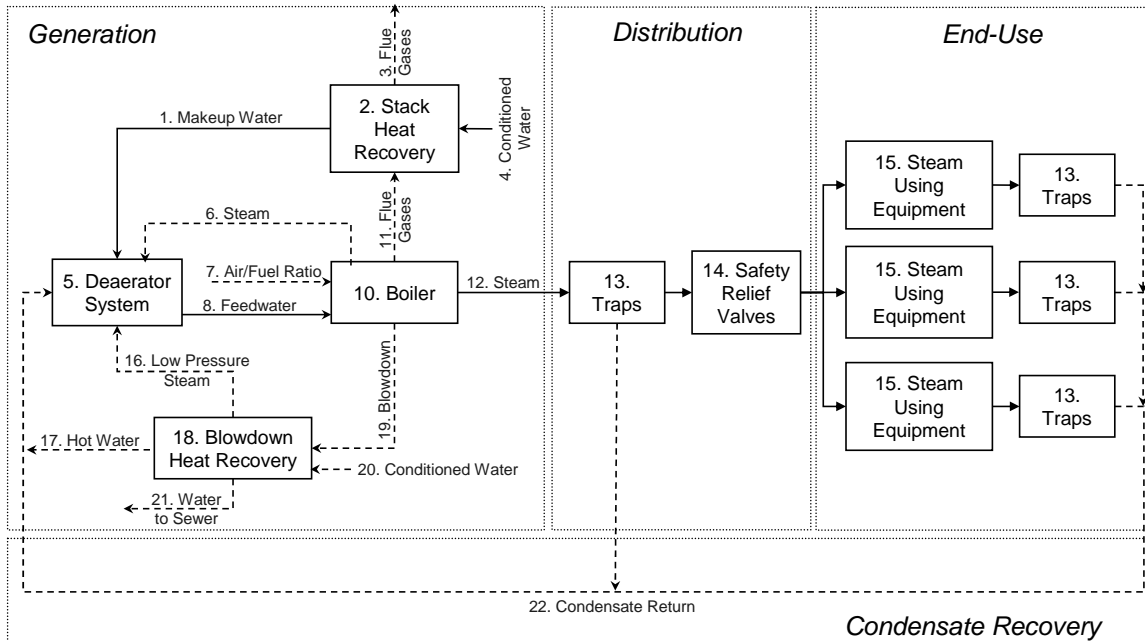 Generation
Distribution
End-Use
3. Flue
Gases
2. Stack
Heat
Recovery
1. Makeup Water
4. Conditioned
Water
11. Flue
Gases
6. Steam
7. Air/Fuel Ratio
5. Deaerator
System
8. Feedwater
10. Boiler
12. Steam
13.
Traps
14. Safety
Relief
Valves
15. Steam
Using
Equipment
13.
Traps
15. Steam
Using
Equipment
13.
Traps
15. Steam
Using
Equipment
13.
Traps
16. Low Pressure
Steam
19. Blowdown
17. Hot Water
18. Blowdown
Heat Recovery
20. Conditioned Water
21. Water
to Sewer
22. Condensate Return
Condensate Recovery